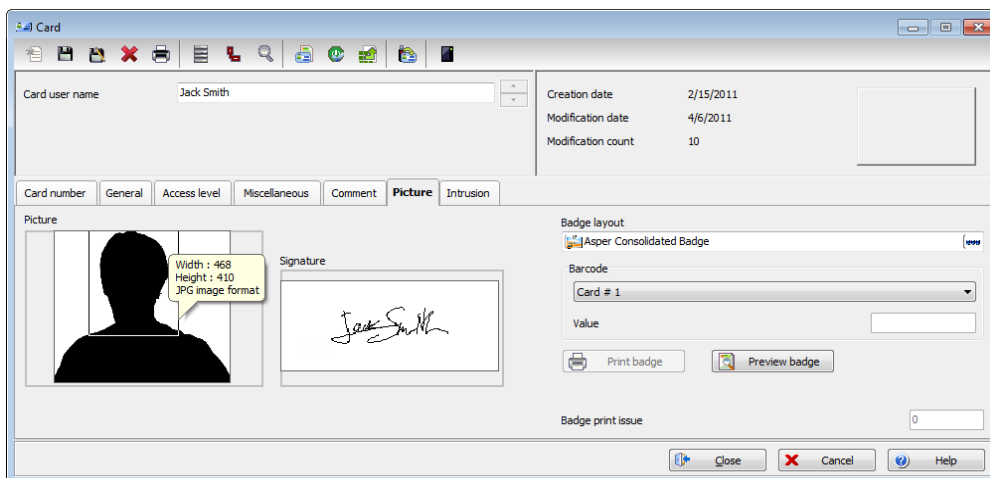 Card
Card user name
Jack Smith
Creation date 2/15/2011
Modification date 4/6/2011
Modification count 10
Card number General Access level Miscellaneous Comment Picture Intrusion
Picture
Width : 468
Height : 410
JPG image format
Signature
Jack Smith
Badge layout
Asper Consolidated Badge
Barcode
Card # 1
Value
Print badge Preview badge
Badge print issue 0
Close Cancel Help